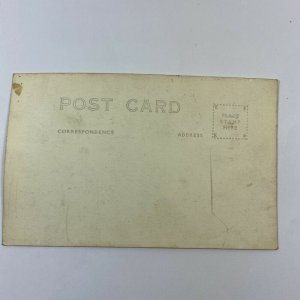 POST CARD
CORRESPONDENCE
ADDRESS
PLACE
STAMP
HERE